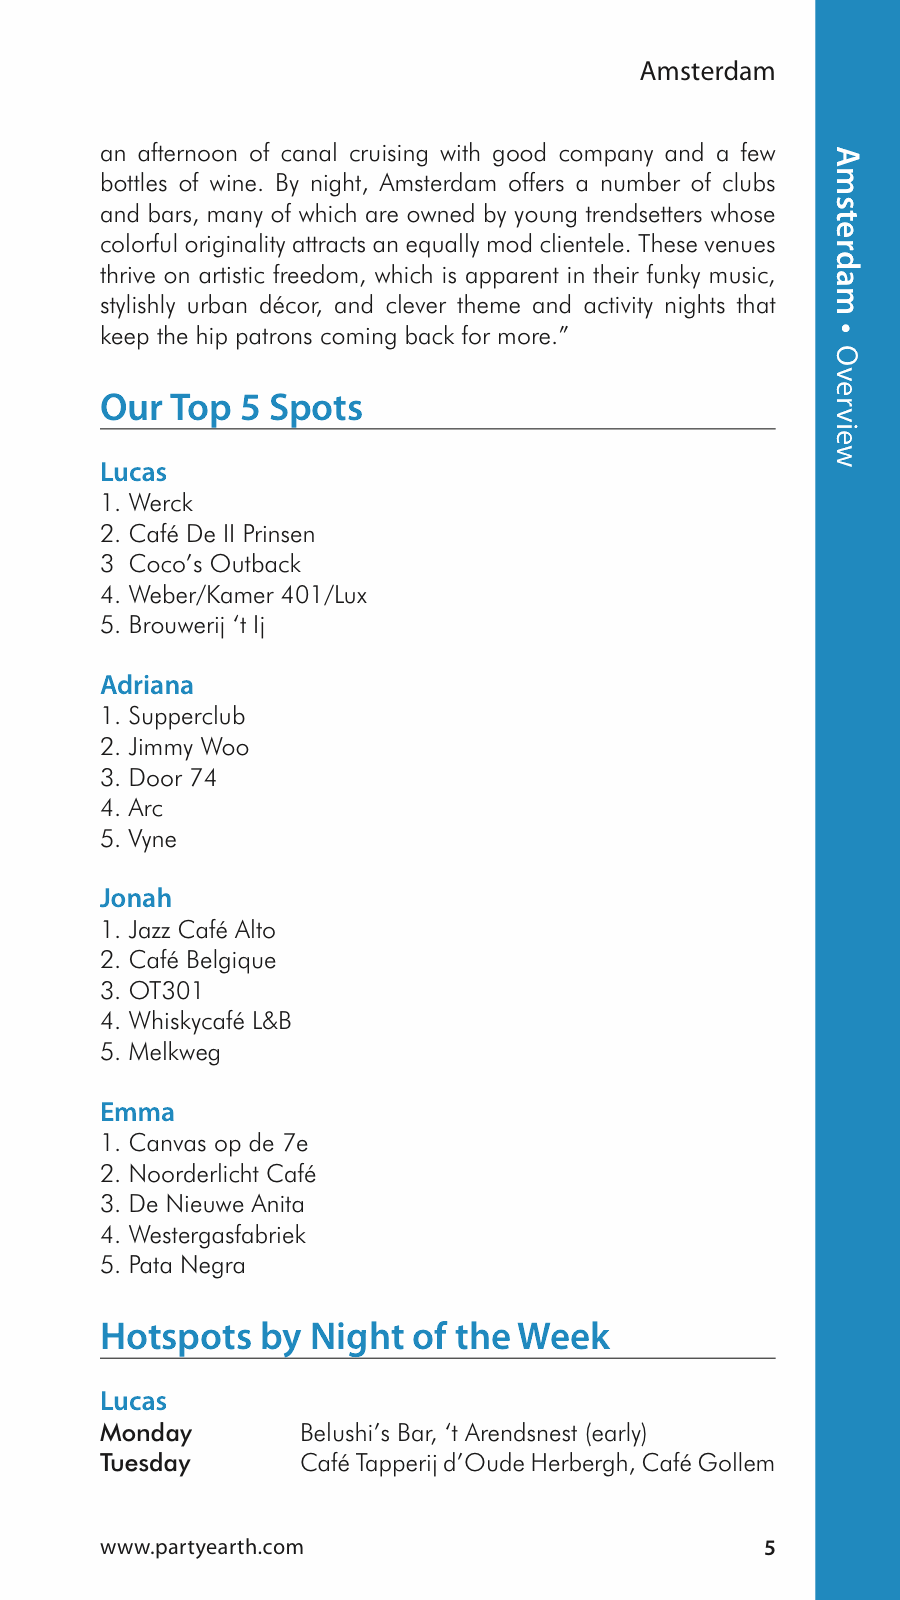 Amsterdam
an afternoon of canal cruising with good company and a few
bottles of wine. By night, Amsterdam offers a number of clubs
and bars, many of which are owned by young trendsetters whose
colorful originality attracts an equally mod clientele. These venues
thrive on artistic freedom, which is apparent in their funky music,
stylishly urban décor, and clever theme and activity nights that
keep the hip patrons coming back for more.”
Our Top 5 Spots
Lucas
1. Werck
2. Café De II Prinsen
3 Coco’s Outback
4. Weber/Kamer 401/Lux
5. Brouwerij ‘t Ij
Adriana
1. Supperclub
2. Jimmy Woo
3. Door 74
4. Arc
5. Vyne
Jonah
1. Jazz Café Alto
2. Café Belgique
3. OT301
4. Whiskycafé L&B
5. Melkweg
Emma
1. Canvas op de 7e
2. Noorderlicht Café
3. De Nieuwe Anita
4. Westergasfabriek
5. Pata Negra
Hotspots by Night of the Week
Lucas
Monday Belushi’s Bar, ‘t Arendsnest (early)
Tuesday Café Tapperij d’Oude Herbergh, Café Gollem
www.partyearth.com 5
Amsterdam • Overview